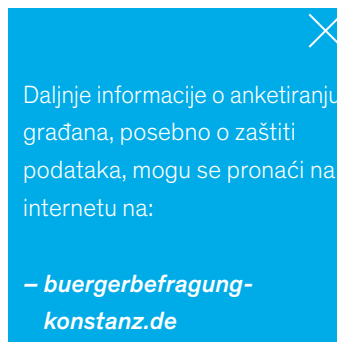 Daljnje informacije o anketiranju
građana, posebno o zaštiti
podataka, mogu se pronaći na
internetu na:
– buergerbefragung-
konstanz.de